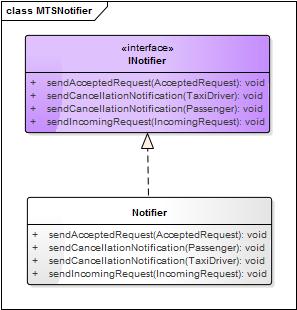 class MTSNotifier
«interface»
INotifier
+ sendAcceptedRequest(AcceptedRequest): void
+ sendCancellationNotification(TaxiDriver): void
+ sendCancellationNotification(Passenger): void
+ sendIncomingRequest(IncomingRequest): void
Notifier
+ sendAcceptedRequest(AcceptedRequest): void
+ sendCancellationNotification(Passenger): void
+ sendCancellationNotification(TaxiDriver): void
+ sendIncomingRequest(IncomingRequest): void